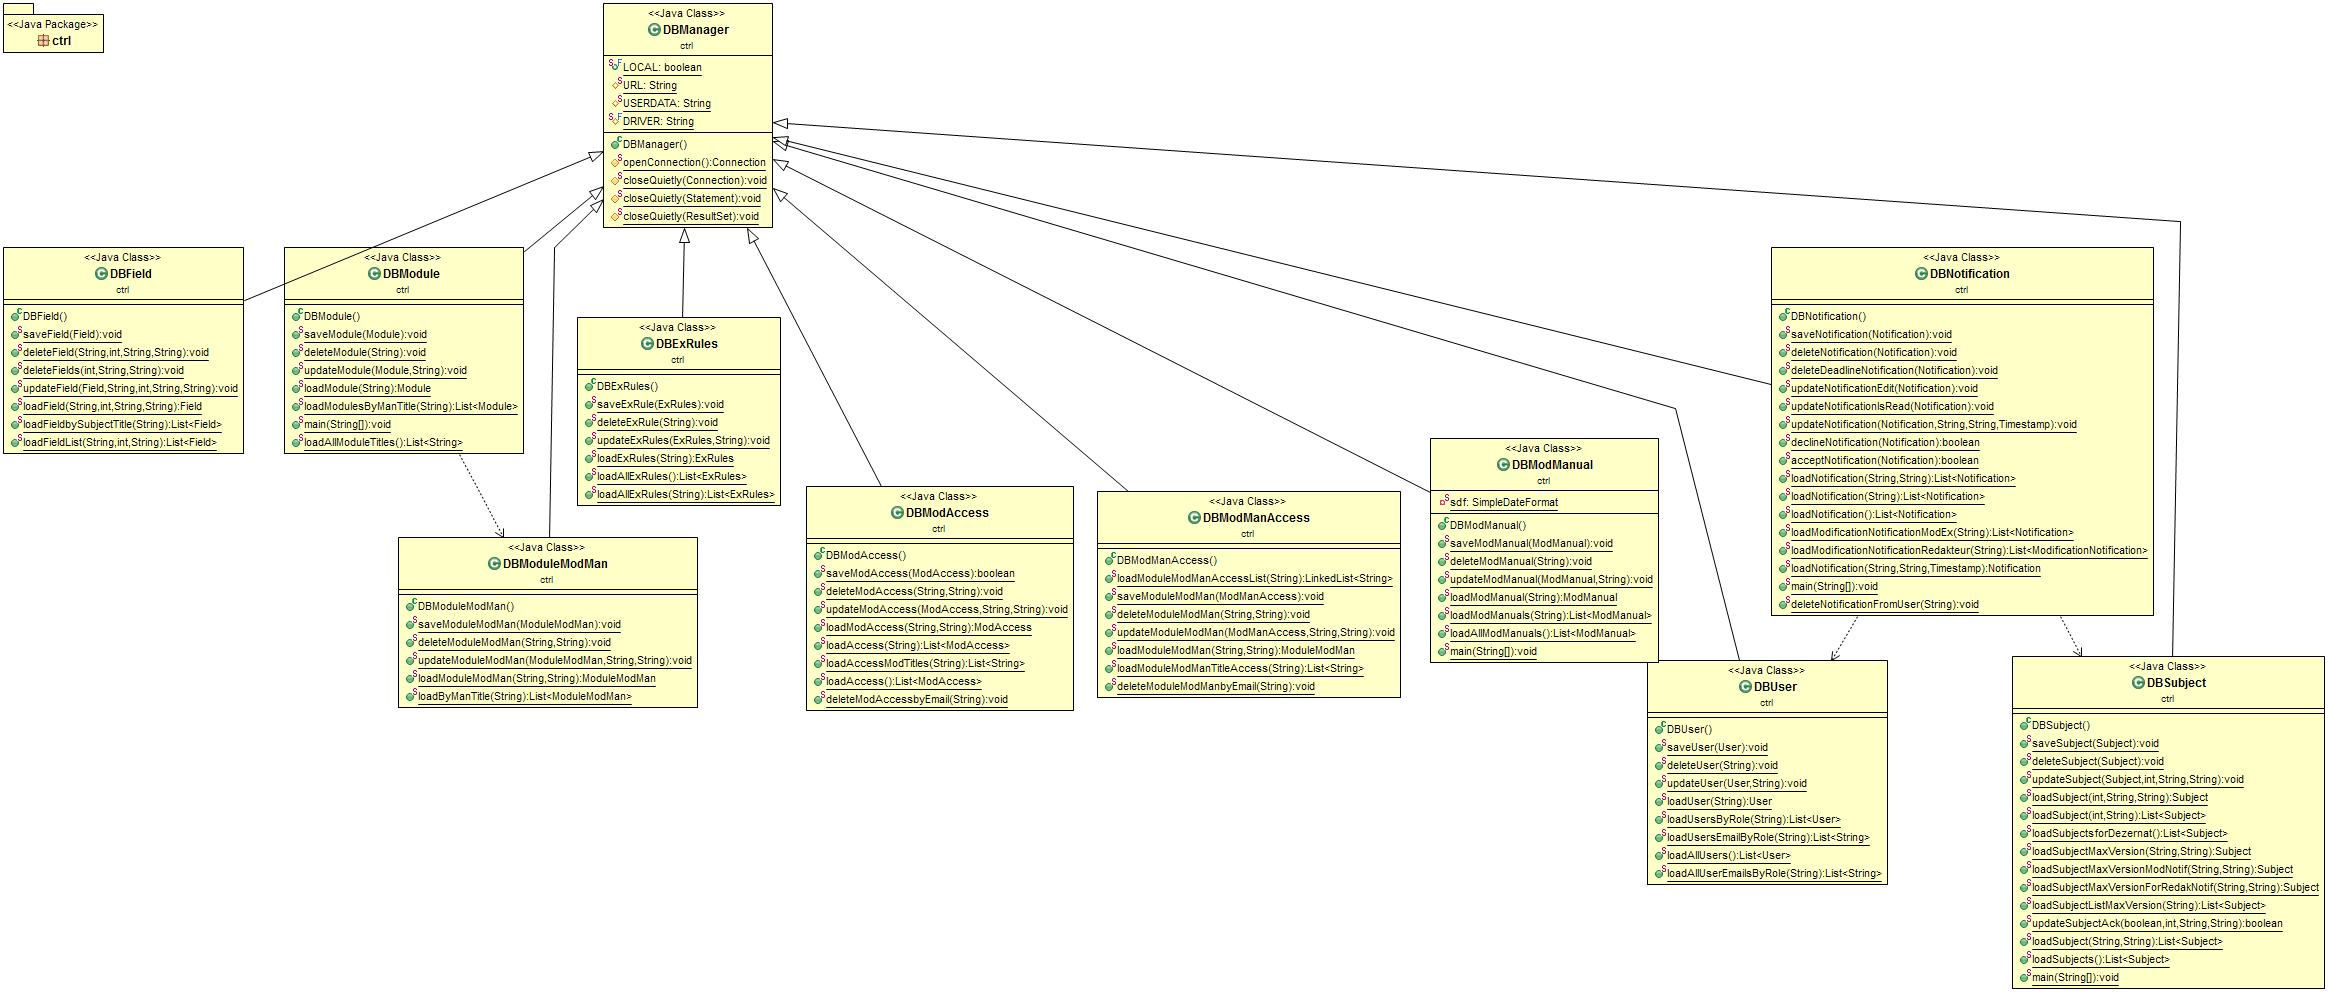 <<Java Package>>
ctrl
<<Java Class>>
DBManager
ctrl
LOCAL: boolean
URL: String
USERDATA: String
DRIVER: String
DBManager()
openConnection():Connection
closeQuietly(Connection):void
closeQuietly(Statement):void
closeQuietly(ResultSet):void
<<Java Class>>
DBField
ctrl
DBField()
saveField(Field):void
deleteField(String,int,String,String):void
deleteFields(int,String,String):void
updateField(Field,String,int,String,String):void
loadField(String,int,String,String):Field
loadFieldbySubjectTitle(String):List<Field>
loadFieldList(String,int,String):List<Field>
<<Java Class>>
DBModule
ctrl
DBModule()
saveModule(Module):void
deleteModule(String):void
updateModule(Module,String):void
loadModule(String):Module
loadModulesByManTitle(String):List<Module>
main(String[]):void
loadAllModuleTitles():List<String>
<<Java Class>>
DBExRules
ctrl
DBExRules()
saveExRule(ExRules):void
deleteExRule(String):void
updateExRules(ExRules,String):void
loadExRules(String):ExRules
loadAllExRules():List<ExRules>
loadAllExRules(String):List<ExRules>
<<Java Class>>
DBModuleModMan
ctrl
DBModuleModMan()
saveModuleModMan(ModuleModMan):void
deleteModuleModMan(String,String):void
updateModuleModMan(ModuleModMan,String,String):void
loadModuleModMan(String,String):ModuleModMan
loadByManTitle(String):List<ModuleModMan>
<<Java Class>>
DBModAccess
ctrl
DBModAccess()
saveModAccess(ModAccess):boolean
deleteModAccess(String,String):void
updateModAccess(ModAccess,String,String):void
loadModAccess(String,String):ModAccess
loadAccess(String):List<ModAccess>
loadAccessModTitles(String):List<String>
loadAccess():List<ModAccess>
deleteModAccessbyEmail(String):void
<<Java Class>>
DBModManAccess
ctrl
DBModManAccess()
loadModuleModManAccessList(String):LinkedList<String>
saveModuleModMan(ModManAccess):void
deleteModuleModMan(String,String):void
updateModuleModMan(ModManAccess,String,String):void
loadModuleModMan(String,String):ModuleModMan
loadModuleModManTitleAccess(String):List<String>
deleteModuleModManbyEmail(String):void
<<Java Class>>
DBModManual
ctrl
sdf: SimpleDateFormat
DBModManual()
saveModManual(ModManual):void
deleteModManual(String):void
updateModManual(ModManual,String):void
loadModManual(String):ModManual
loadModManuals(String):List<ModManual>
loadAllModManuals():List<ModManual>
main(String[]):void
<<Java Class>>
DBNotification
ctrl
DBNotification()
saveNotification(Notification):void
deleteNotification(Notification):void
deleteDeadlineNotification(Notification):void
updateNotificationEdit(Notification):void
updateNotificationIsRead(Notification):void
updateNotification(Notification,String,String,Timestamp):void
declineNotification(Notification):boolean
acceptNotification(Notification):boolean
loadNotification(String,String):List<Notification>
loadNotification(String):List<Notification>
loadNotification():List<Notification>
loadModificationNotificationModEx(String):List<Notification>
loadModificationNotificationRedakteur(String):List<ModificationNotification>
loadNotification(String,String,Timestamp):Notification
main(String[]):void
deleteNotificationFromUser(String):void
<<Java Class>>
DBUser
ctrl
DBUser()
saveUser(User):void
deleteUser(String):void
updateUser(User,String):void
loadUser(String):User
loadUsersByRole(String):List<User>
loadUsersEmailByRole(String):List<String>
loadAllUsers():List<User>
loadAllUserEmailsByRole(String):List<String>
<<Java Class>>
DBSubject
ctrl
DBSubject()
saveSubject(Subject):void
deleteSubject(Subject):void
updateSubject(Subject,int,String,String):void
loadSubject(int,String,String):Subject
loadSubject(int,String):List<Subject>
loadSubjectsforDezernat():List<Subject>
loadSubjectMaxVersion(String,String):Subject
loadSubjectMaxVersionModNotif(String,String):Subject
loadSubjectMaxVersionForRedakNotif(String,String):Subject
loadSubjectListMaxVersion(String):List<Subject>
updateSubjectAck(boolean,int,String,String):boolean
loadSubject(String,String):List<Subject>
loadSubjects():List<Subject>
main(String[]):void